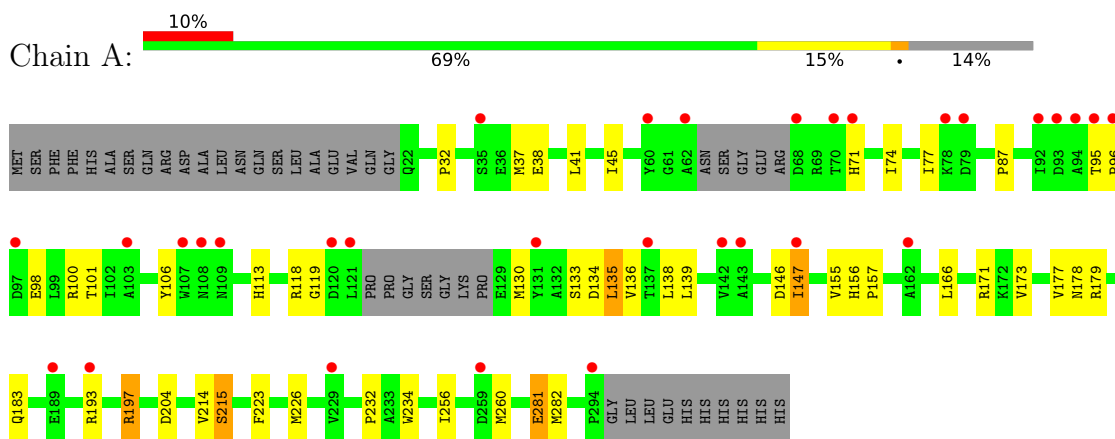 10%
Chain A:
69% 15% • 14%
MET SER PHE PHE HIS ALA SER GLN ARG ASP ALA LEU ASN GLN SER LEU ALA GLU VAL GLN GLY Q22 P32 S35 E36 M37 E38 L41 I45 Y60 G61 A62 ASN SER GLY GLU ARG D68 R69 T70 H71 I74 I77 K78 D79 P87 I92 D93 A94 T95 R96
D97 E98 L99 R100 T101 I102 A103 Y106 W107 N108 N109 H113 R118 G119 D120 L121 PRO PRO GLY SER GLY LYS PRO E129 M130 Y131 A132 S133 D134 L135 V136 T137 L138 L139 V142 A143 D146 I147 V155 H156 P157 A162 L166 R171 K172 V173 V177 N178 R179
Q183 E189 R193 R197 D204 V214 S215 F223 M226 V229 P232 A233 W234 I256 D259 M260 E281 M282 P294 GLY LEU LEU GLU HIS HIS HIS HIS HIS HIS